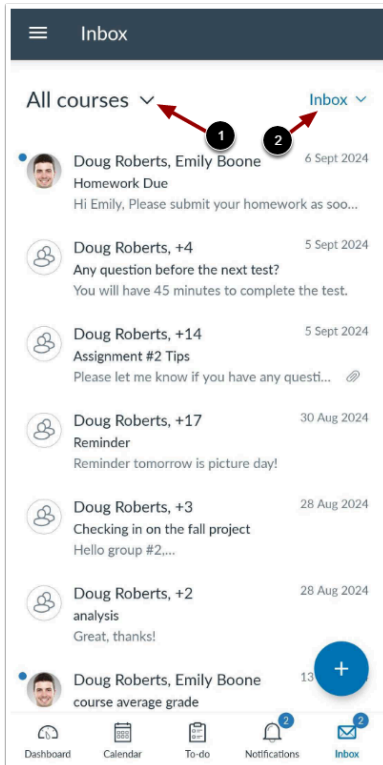 Inbox
All courses
Inbox
1
2
Doug Roberts, Emily Boone
6 Sept 2024
Homework Due
Hi Emily, Please submit your homework as soo...
Doug Roberts, +4
5 Sept 2024
Any question before the next test?
You will have 45 minutes to complete the test.
Doug Roberts, +14
5 Sept 2024
Assignment #2 Tips
Please let me know if you have any questi...
Doug Roberts, +17
30 Aug 2024
Reminder
Reminder tomorrow is picture day!
Doug Roberts, +3
28 Aug 2024
Checking in on the fall project
Hello group #2,...
Doug Roberts, +2
28 Aug 2024
analysis
Great, thanks!
Doug Roberts, Emily Boone
13
course average grade
+
2
2
Dashboard
Calendar
To-do
Notifications
Inbox